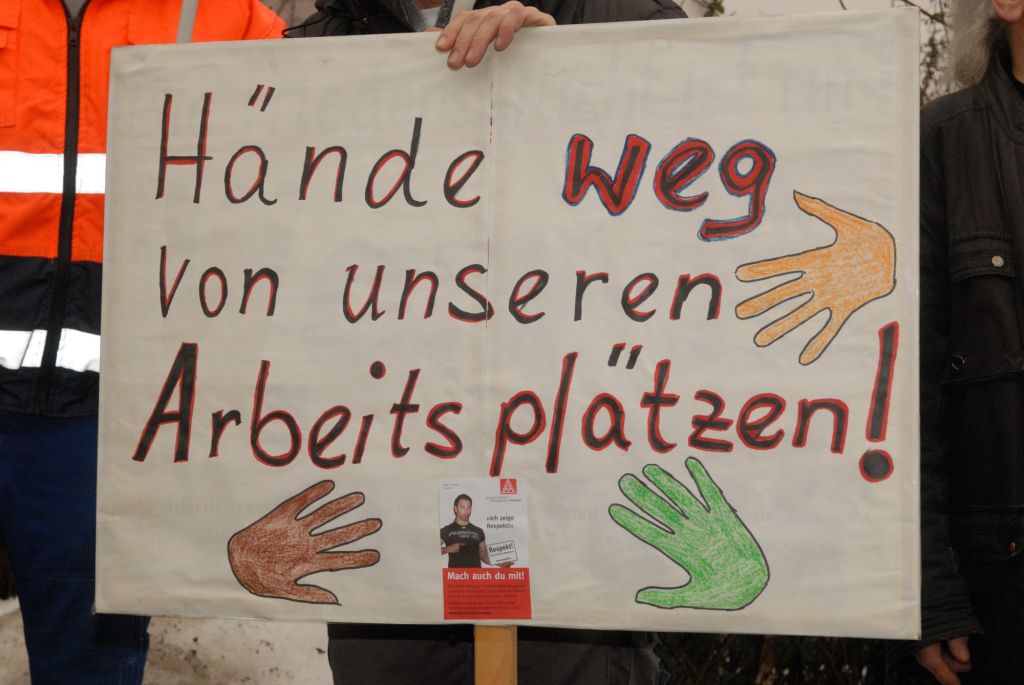 Hände weg
von unseren
Arbeitsplätzen!
»Ich zeige
Respekt!«
Respekt!
Mach auch du mit!